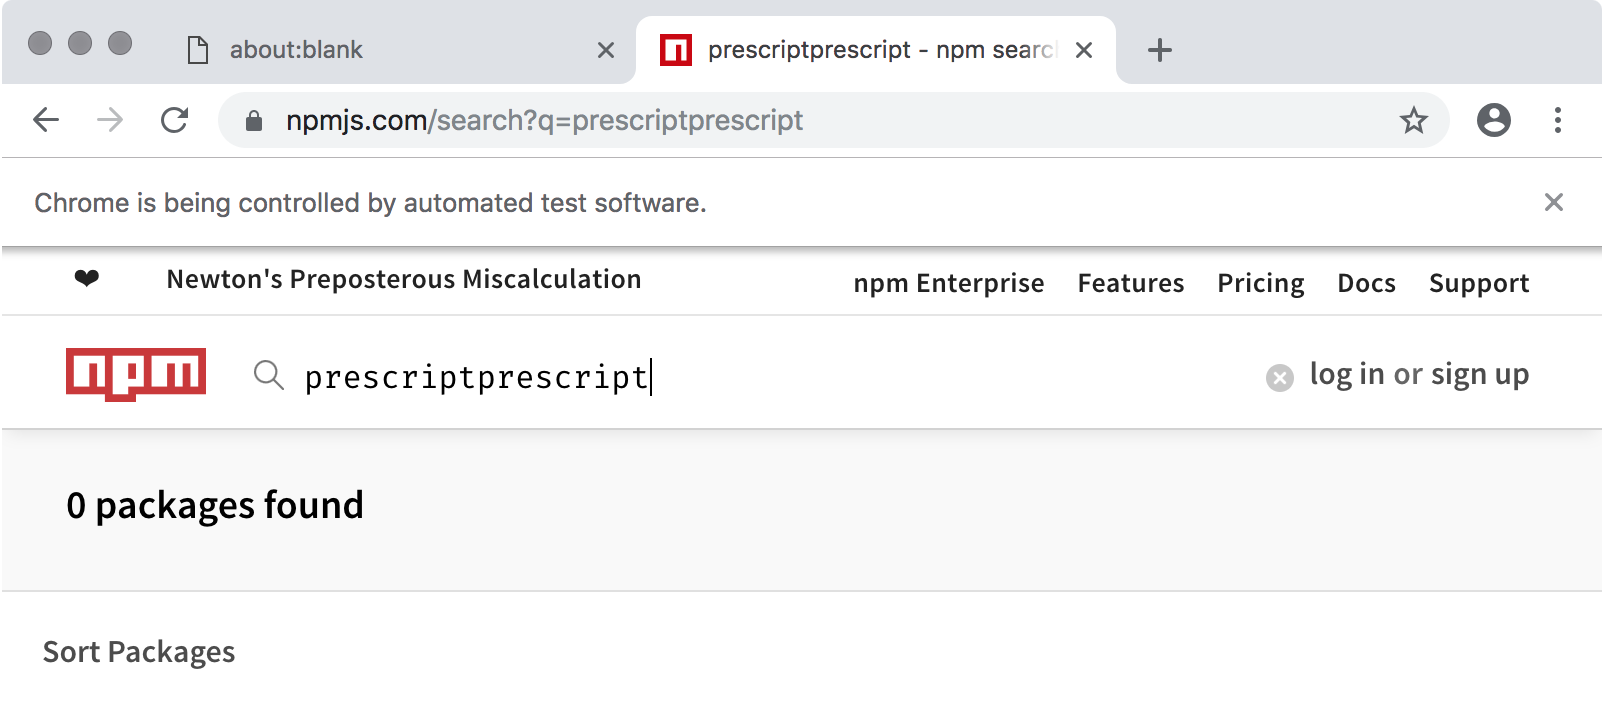 about:blank
prescriptprescript - npm searc
npmjs.com/search?q=prescriptprescript
Chrome is being controlled by automated test software.
❤ Newton's Preposterous Miscalculation npm Enterprise Features Pricing Docs Support
npm prescriptprescript log in or sign up
0 packages found
Sort Packages